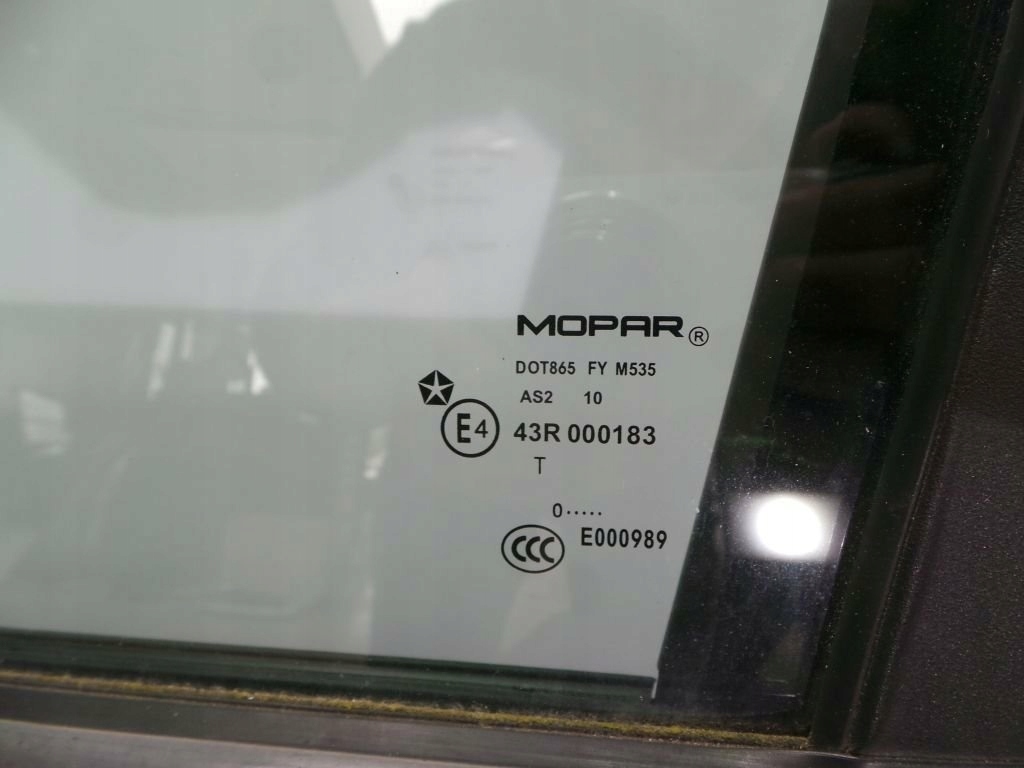 MOPAR®
DOT865 FY M535
AS2 10
E4 43R 000183
T
0.....
CCC E000989